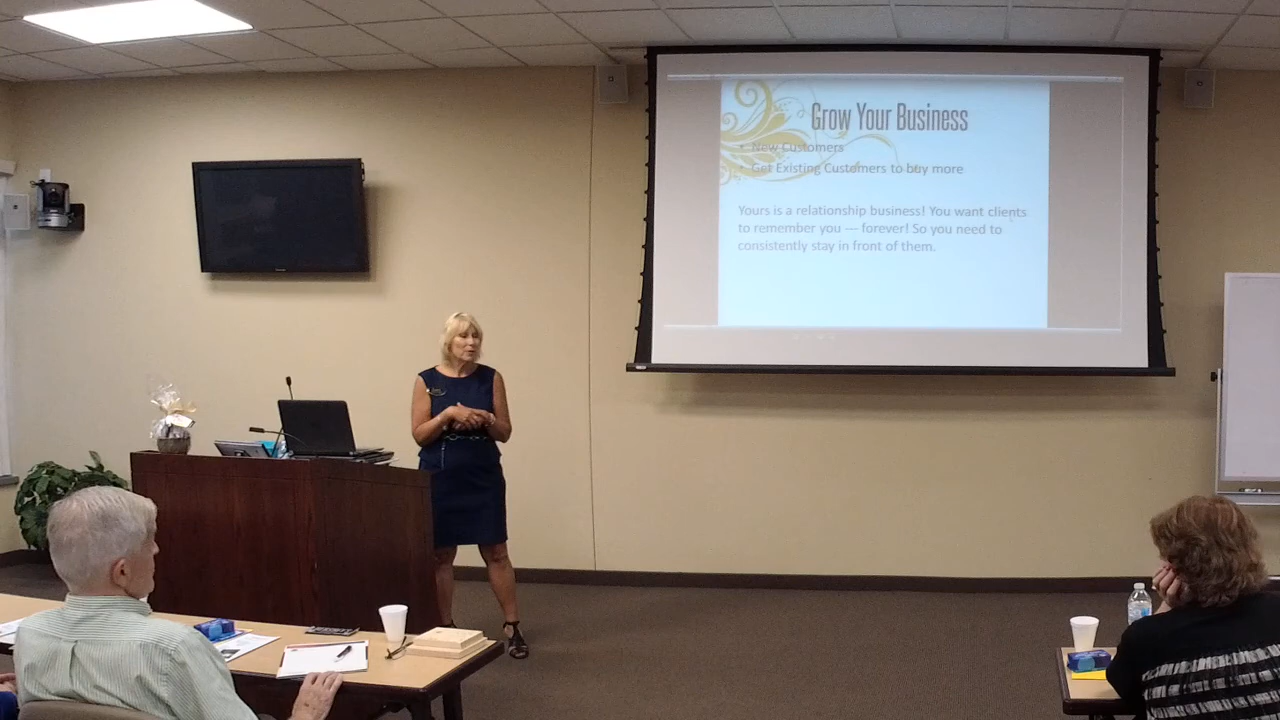 Grow Your Business
• New Customers
• Get Existing Customers to buy more
Yours is a relationship business! You want clients
to remember you --- forever! So you need to
consistently stay in front of them.